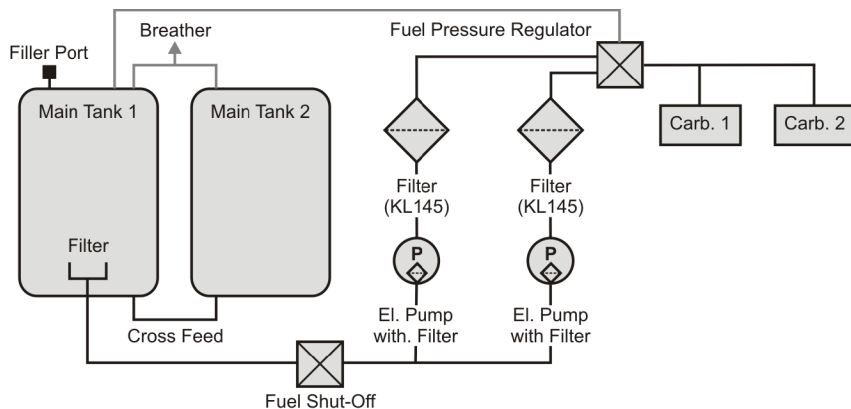 Breather
Fuel Pressure Regulator
Filler Port
Main Tank 1
Main Tank 2
Carb. 1
Carb. 2
Filter
(KL145)
Filter
(KL145)
Filter
P
P
El. Pump
with. Filter
El. Pump
with Filter
Cross Feed
Fuel Shut-Off